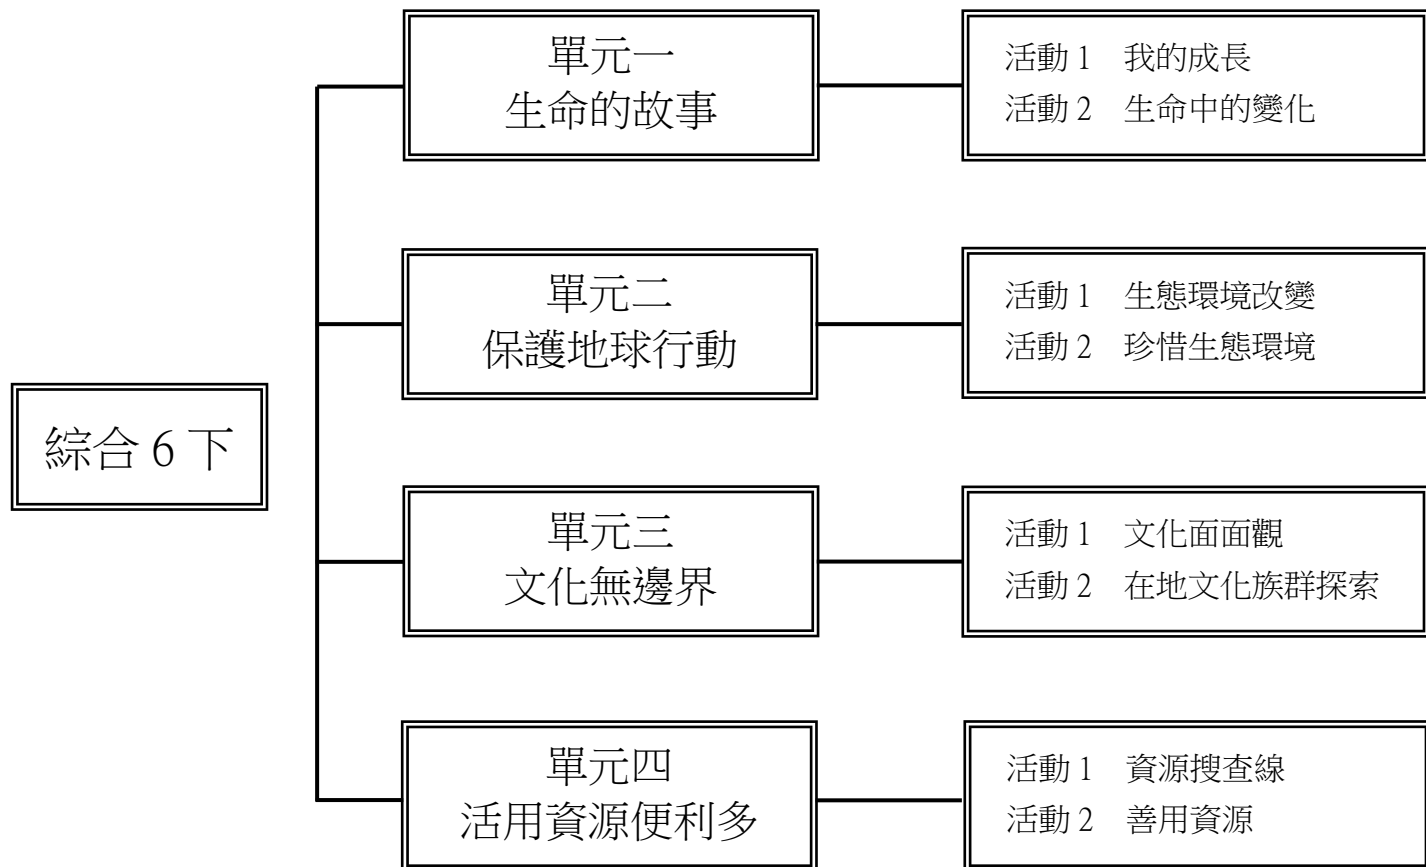 綜合 6 下
單元一
生命的故事
活動 1　我的成長
活動 2　生命中的變化
單元二
保護地球行動
活動 1　生態環境改變
活動 2　珍惜生態環境
單元三
文化無邊界
活動 1　文化面面觀
活動 2　在地文化族群探索
單元四
活用資源便利多
活動 1　資源搜查線
活動 2　善用資源